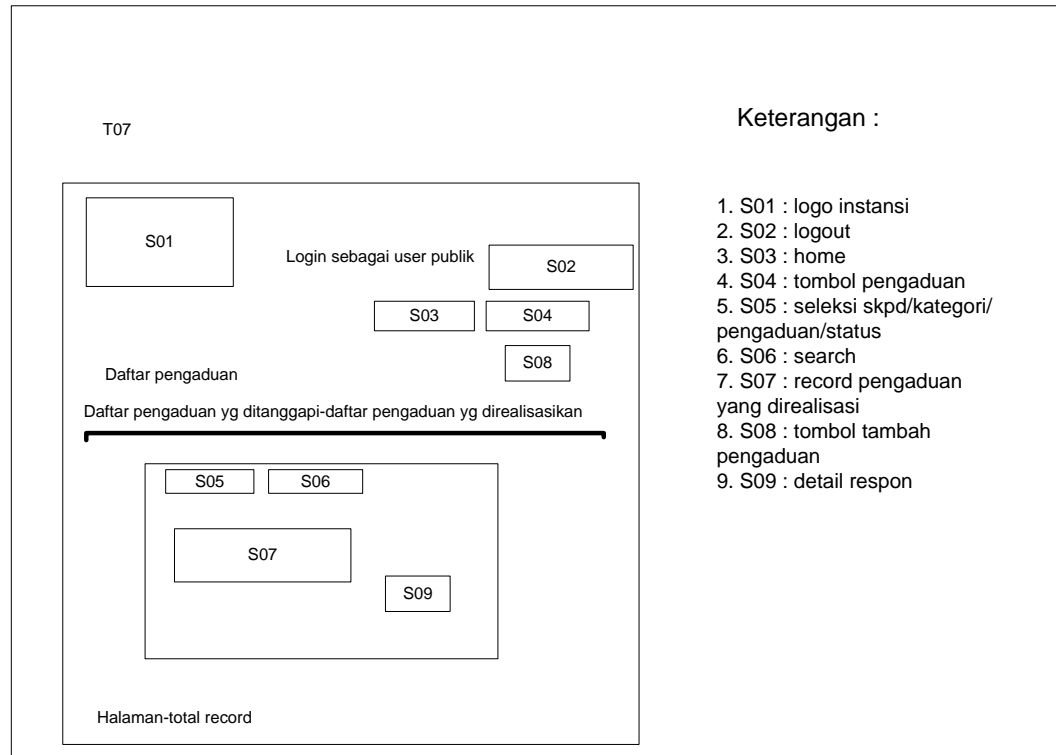 T07
Keterangan :
S01
Login sebagai user publik
S02
S03
S04
S08
Daftar pengaduan
Daftar pengaduan yg ditanggapi-daftar pengaduan yg direalisasikan
S05
S06
S07
S09
Halaman-total record
1. S01 : logo instansi
2. S02 : logout
3. S03 : home
4. S04 : tombol pengaduan
5. S05 : seleksi skpd/kategori/
pengaduan/status
6. S06 : search
7. S07 : record pengaduan
yang direalisasi
8. S08 : tombol tambah
pengaduan
9. S09 : detail respon